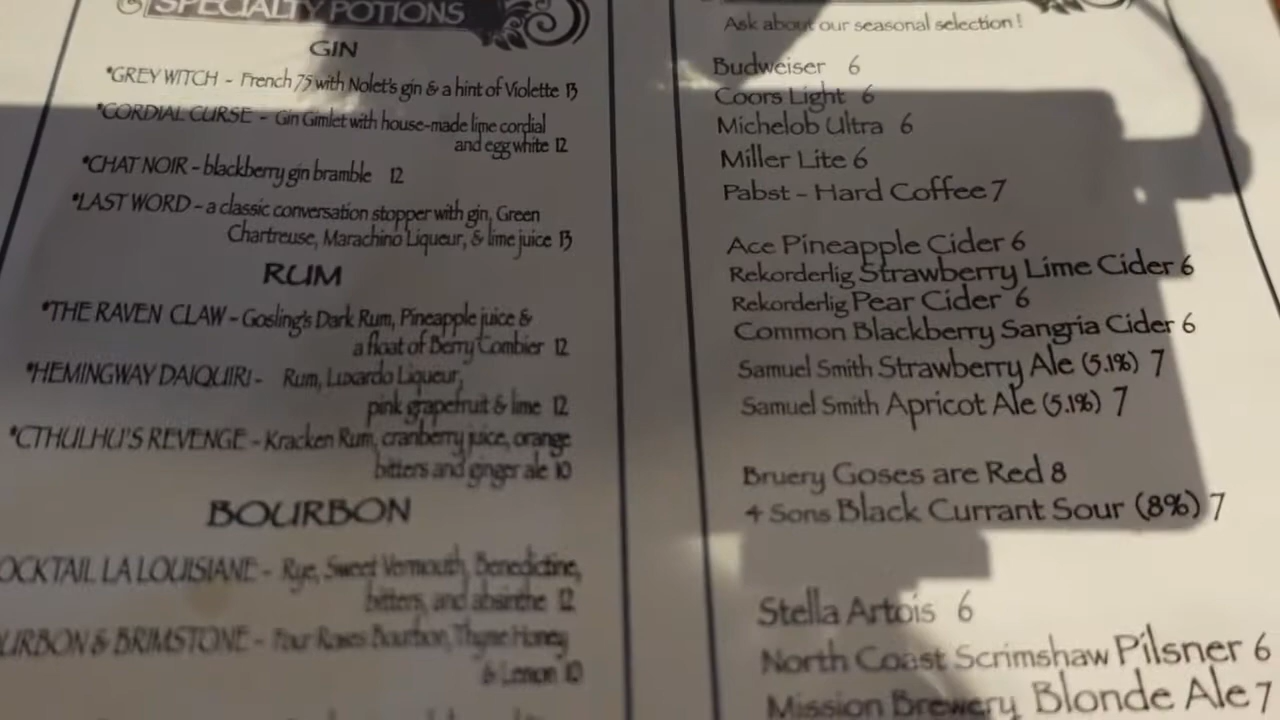 SPECIALTY POTIONS
GIN
*GREY WITCH - French 75 with Nolet's gin & a hint of Violette 13
*CORDIAL CURSE - Gin Gimlet with house-made lime cordial
and egg white 12
*CHAT NOIR - blackberry gin bramble 12
*LAST WORD - a classic conversation stopper with gin, Green
Chartreuse, Marachino Liqueur, & lime juice 13
RUM
*THE RAVEN CLAW - Gosling's Dark Rum, Pineapple juice &
a float of Berry Combier 12
*HEMINGWAY DAIQUIRI - Rum, Luxardo Liqueur,
pink grapefruit & lime 12
*CTHULHU'S REVENGE - Kracken Rum, cranberry juice, orange
bitters and ginger ale 10
BOURBON
OCKTAIL LA LOUISIANE - Rye, Sweet Vermouth, Benedictine,
bitters, and absinthe 12
URBON & BRIMSTONE - Four Roses Bourbon, Thyme Honey
& Lemon 10
Ask about our seasonal selection!
Budweiser 6
Coors Light 6
Michelob Ultra 6
Miller Lite 6
Pabst - Hard Coffee 7
Ace Pineapple Cider 6
Rekorderlig Strawberry Lime Cider 6
Rekorderlig Pear Cider 6
Common Blackberry Sangria Cider 6
Samuel Smith Strawberry Ale (5.1%) 7
Samuel Smith Apricot Ale (5.1%) 7
Bruery Goses are Red 8
4 Sons Black Currant Sour (8%) 7
Stella Artois 6
North Coast Scrimshaw Pilsner 6
Mission Brewery Blonde Ale 7